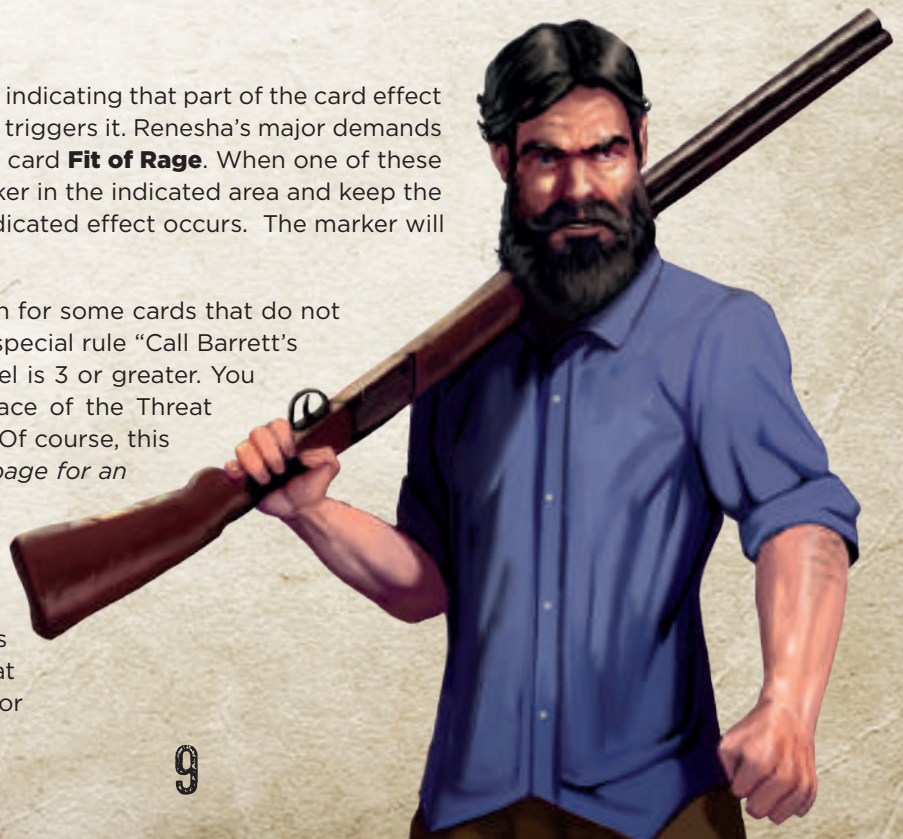 indicating that part of the card effect
triggers it. Renesha’s major demands
card Fit of Rage. When one of these
ker in the indicated area and keep the
dicated effect occurs. The marker will
n for some cards that do not
special rule “Call Barrett’s
el is 3 or greater. You
ace of the Threat
Of course, this
page for an
s
at
or
9